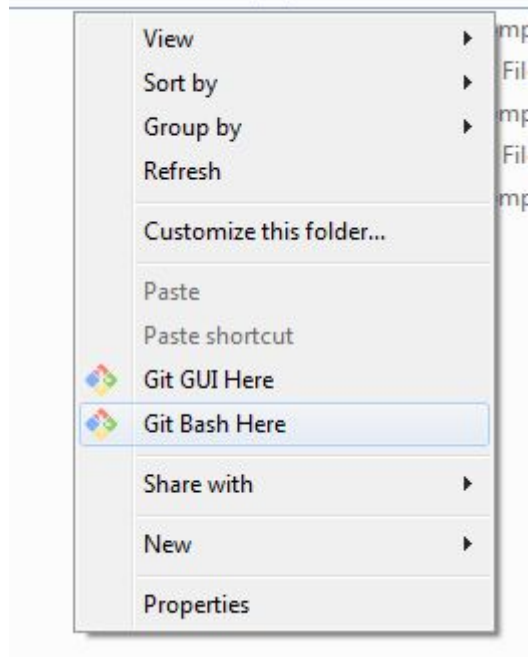 View
Sort by
Group by
Refresh
Customize this folder...
Paste
Paste shortcut
Git GUI Here
Git Bash Here
Share with
New
Properties